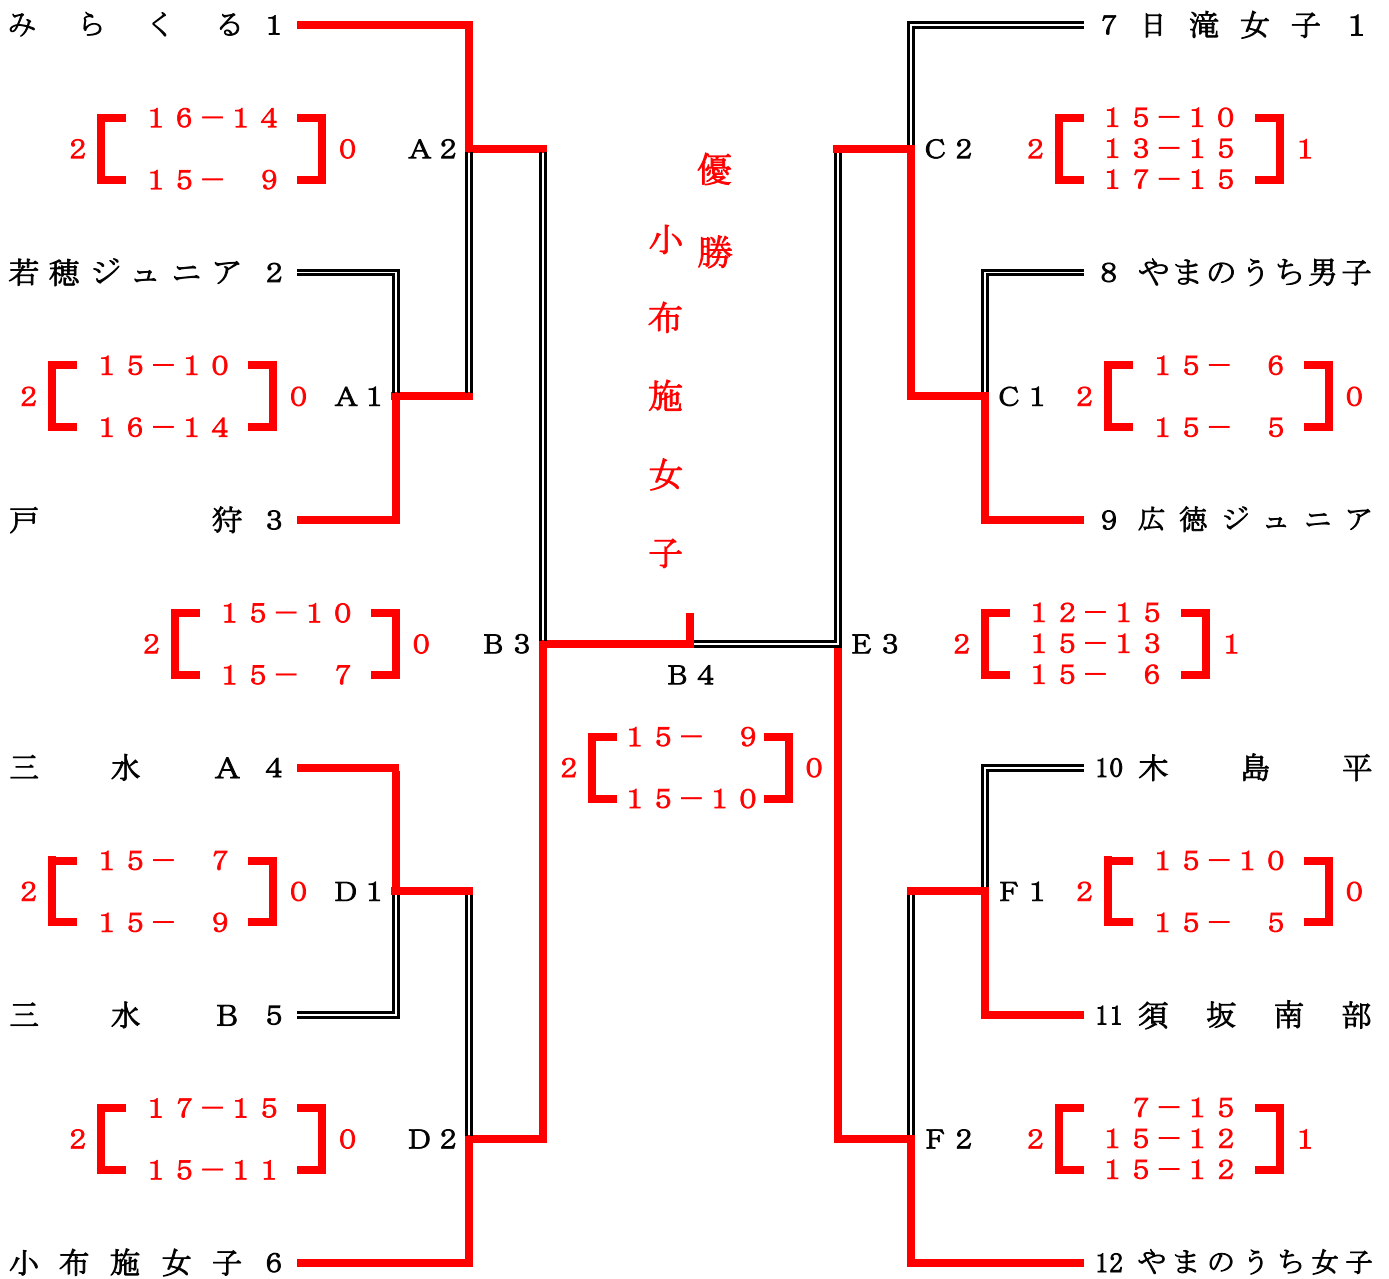 みらくる 1
7 日滝女子1
16－14
15－ 9
2 0
A2
優勝
小布施女子
C2
15－10
13－15
17－15
2 1
若穂ジュニア 2
8 やまのうち男子
15－10
16－14
2 0
A1
C1
15－ 6
15－ 5
2 0
戸狩 3
9 広徳ジュニア
15－10
15－ 7
2 0
B3
B4
E3
12－15
15－13
15－ 6
2 1
15－ 9
15－10
2 0
三水A 4
10 木島平
15－ 7
15－ 9
2 0
D1
F1
15－10
15－ 5
2 0
三水B 5
11 須坂南部
17－15
15－11
2 0
D2
F2
7－15
15－12
15－12
2 1
小布施女子 6
12 やまのうち女子